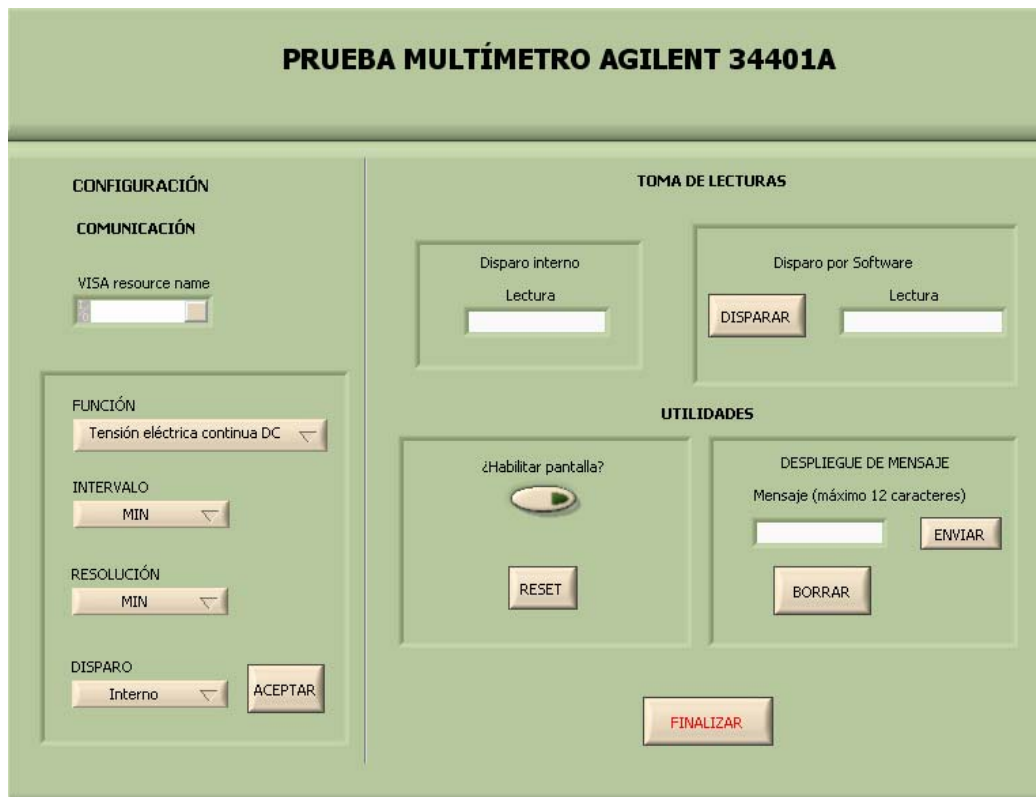 PRUEBA MULTÍMETRO AGILENT 34401A
CONFIGURACIÓN
COMUNICACIÓN
VISA resource name
FUNCIÓN
Tensión eléctrica continua DC
INTERVALO
MIN
RESOLUCIÓN
MIN
DISPARO
Interno
ACEPTAR
TOMA DE LECTURAS
Disparo interno
Lectura
Disparo por Software
DISPARAR
Lectura
UTILIDADES
¿Habilitar pantalla?
RESET
DESPLIEGUE DE MENSAJE
Mensaje (máximo 12 caracteres)
ENVIAR
BORRAR
FINALIZAR